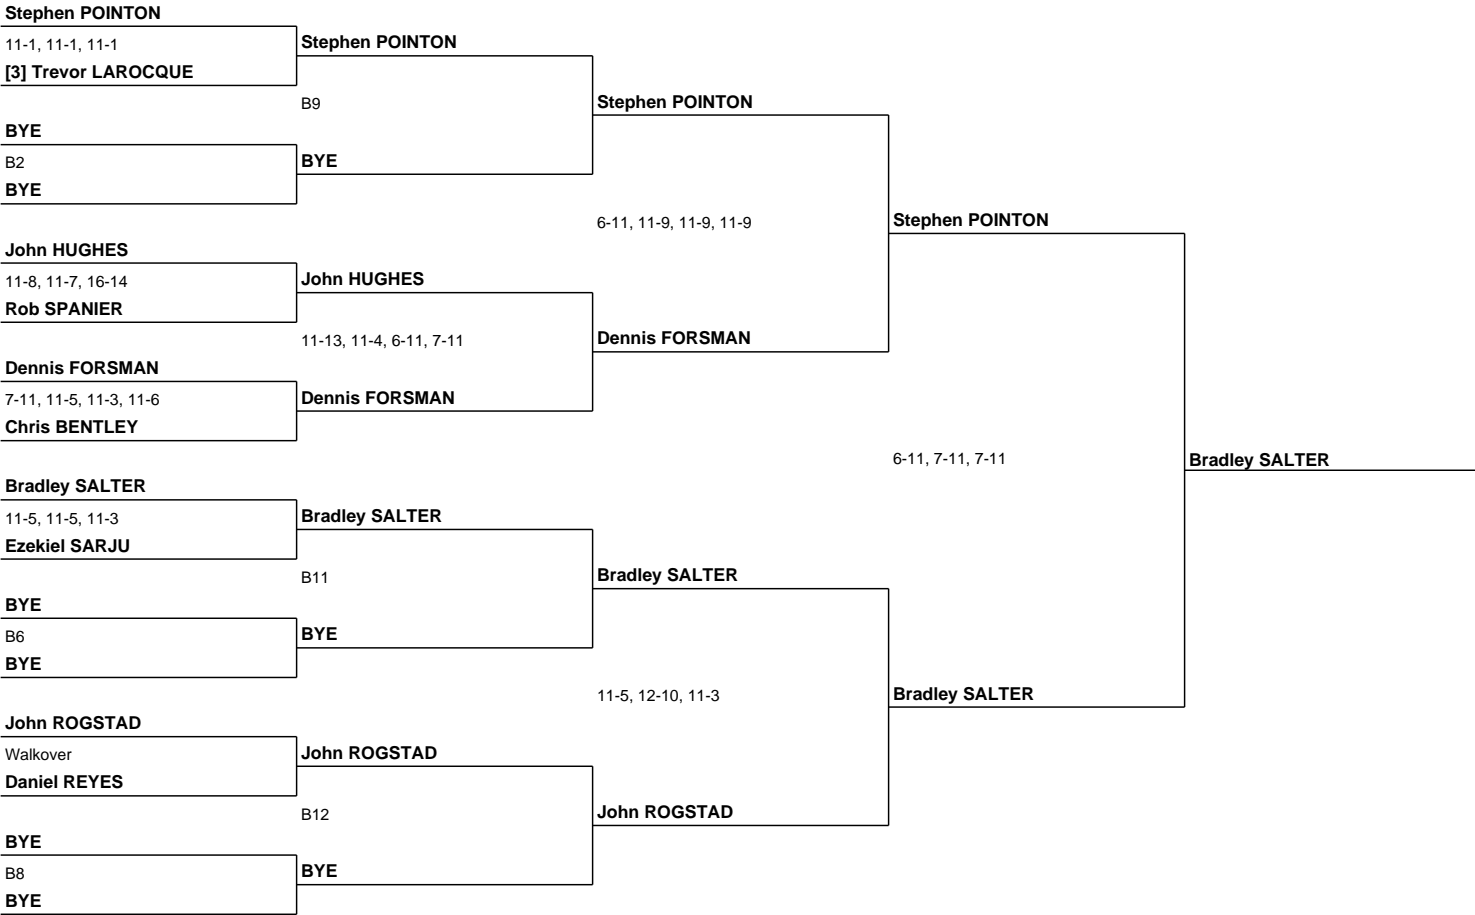 Stephen POINTON
11-1, 11-1, 11-1
[3] Trevor LAROCQUE
BYE
B2
BYE
John HUGHES
11-8, 11-7, 16-14
Rob SPANIER
Dennis FORSMAN
7-11, 11-5, 11-3, 11-6
Chris BENTLEY
Bradley SALTER
11-5, 11-5, 11-3
Ezekiel SARJU
BYE
B6
BYE
John ROGSTAD
Walkover
Daniel REYES
BYE
B8
BYE
Stephen POINTON
B9
BYE
John HUGHES
11-13, 11-4, 6-11, 7-11
Dennis FORSMAN
Bradley SALTER
B11
BYE
John ROGSTAD
B12
BYE
Stephen POINTON
6-11, 11-9, 11-9, 11-9
Dennis FORSMAN
Bradley SALTER
11-5, 12-10, 11-3
John ROGSTAD
Stephen POINTON
6-11, 7-11, 7-11
Bradley SALTER
Bradley SALTER